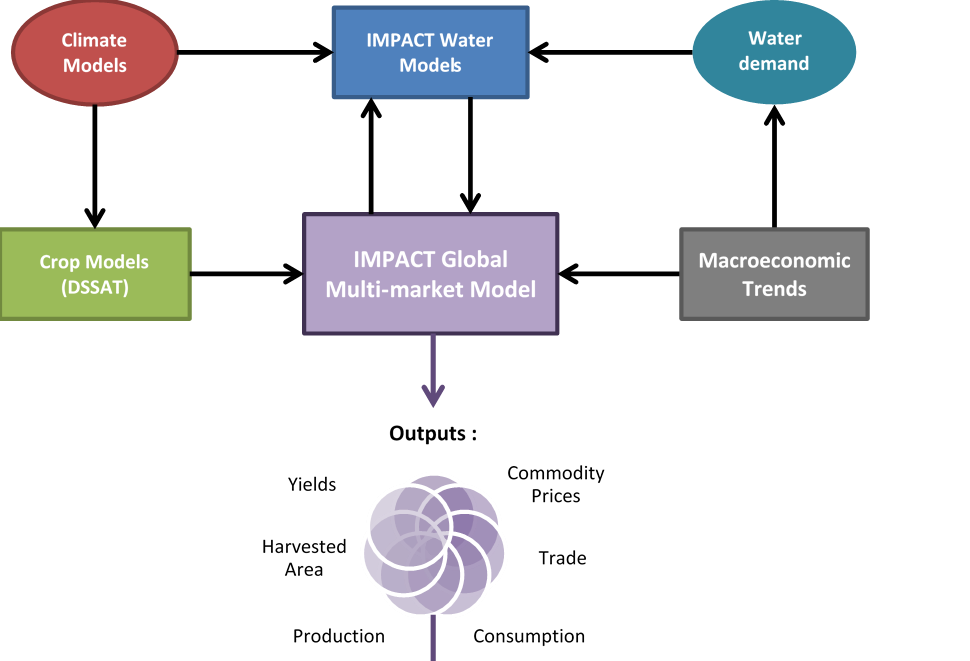 Climate
Models
IMPACT Water
Models
Water
demand
Crop Models
(DSSAT)
IMPACT Global
Multi-market Model
Macroeconomic
Trends
Outputs :
Yields
Commodity
Prices
Harvested
Area
Trade
Production
Consumption